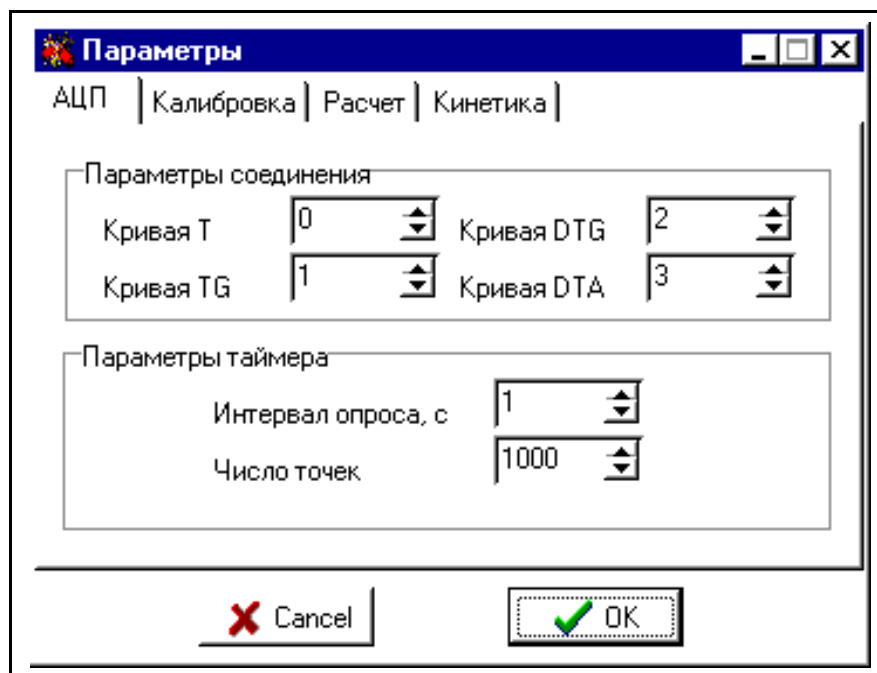 Параметры
АЦП Калибровка Расчет Кинетика
Параметры соединения
Кривая T 0 Кривая DTG 2
Кривая TG 1 Кривая DTA 3
Параметры таймера
Интервал опроса, с 1
Число точек 1000
Cancel OK